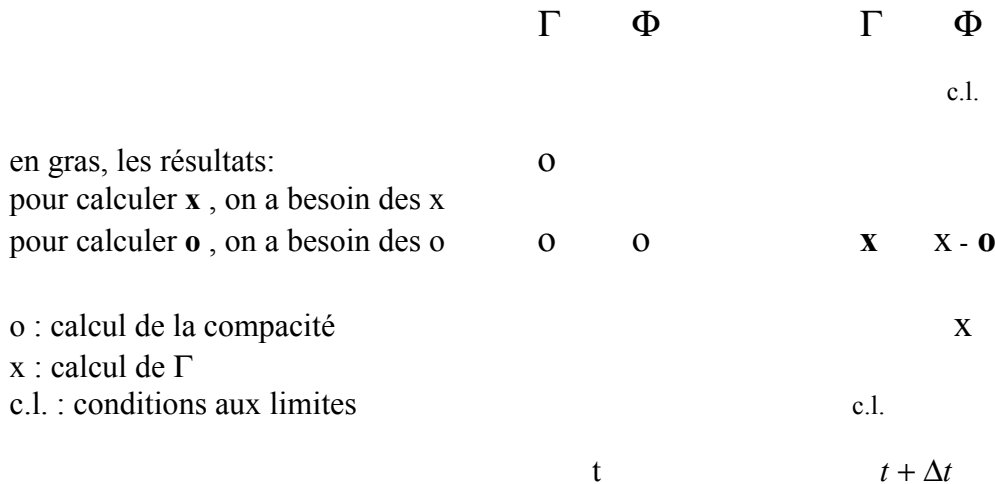 Γ Φ Γ Φ
c.l.
en gras, les résultats: o
pour calculer x , on a besoin des x
pour calculer o , on a besoin des o o o x x - o
o : calcul de la compacité x
x : calcul de Γ
c.l. : conditions aux limites c.l.
t t + Δt